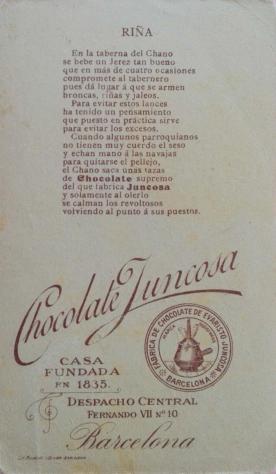 RIÑA
En la taberna del Chano
se bebe un Jerez tan bueno
que en más de cuatro ocasiones
compromete al tabernero
pues dá lugar á que se armen
broncas, riñas y jaleos.
Para evitar estos lances
ha tenido un pensamiento
que puesto en práctica sirve
para evitar los excesos.
Cuando algunos parroquianos
no tienen muy cuerdo el seso
y echan mano á las navajas
para quitarse el pellejo,
el Chano saca unas tazas
de Chocolate supremo
del que fabrica Juncosa
y solamente al olerlo
se calman los revoltosos
volviendo al punto á sus puestos.
Chocolate Juncosa
FABRICA DE CHOCOLATE DE EVARISTO JUNCOSA
BARCELONA
CASA
FUNDADA
EN 1835.
DESPACHO CENTRAL
FERNANDO VII Nº 10
Barcelona